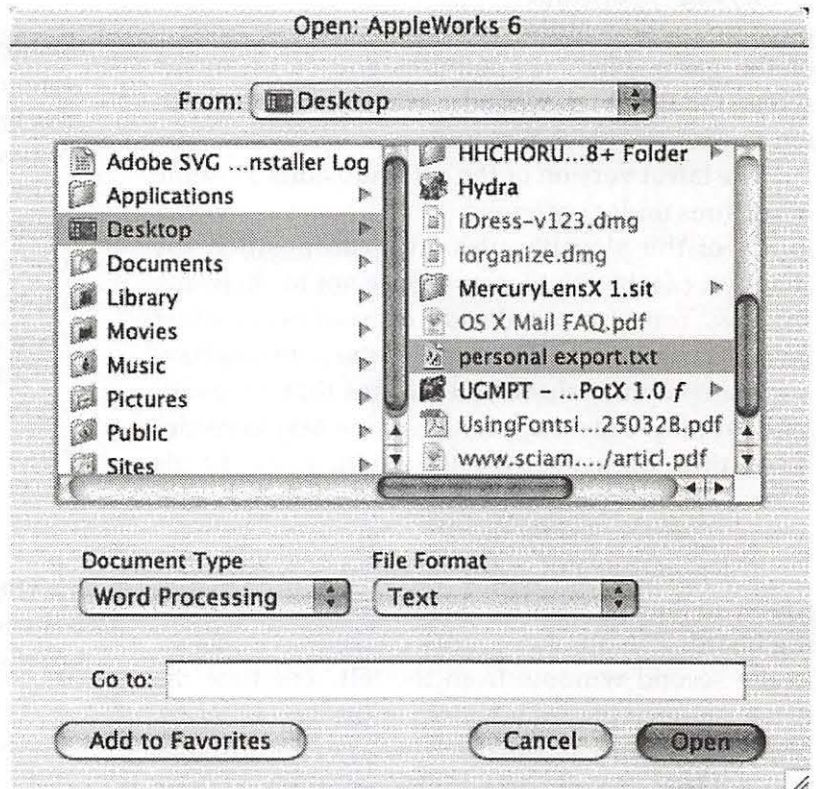 Open: AppleWorks 6
From: Desktop
Adobe SVG ...nstaller Log
Applications
Desktop
Documents
Library
Movies
Music
Pictures
Public
Sites
HHCHORU...8+ Folder
Hydra
iDress-v123.dmg
iorganize.dmg
MercuryLensX 1.sit
OS X Mail FAQ.pdf
personal export.txt
UGMPT - ...PotX 1.0 ƒ
UsingFontsi...250328.pdf
www.sciam..../articl.pdf
Document Type
File Format
Word Processing
Text
Go to:
Add to Favorites
Cancel
Open